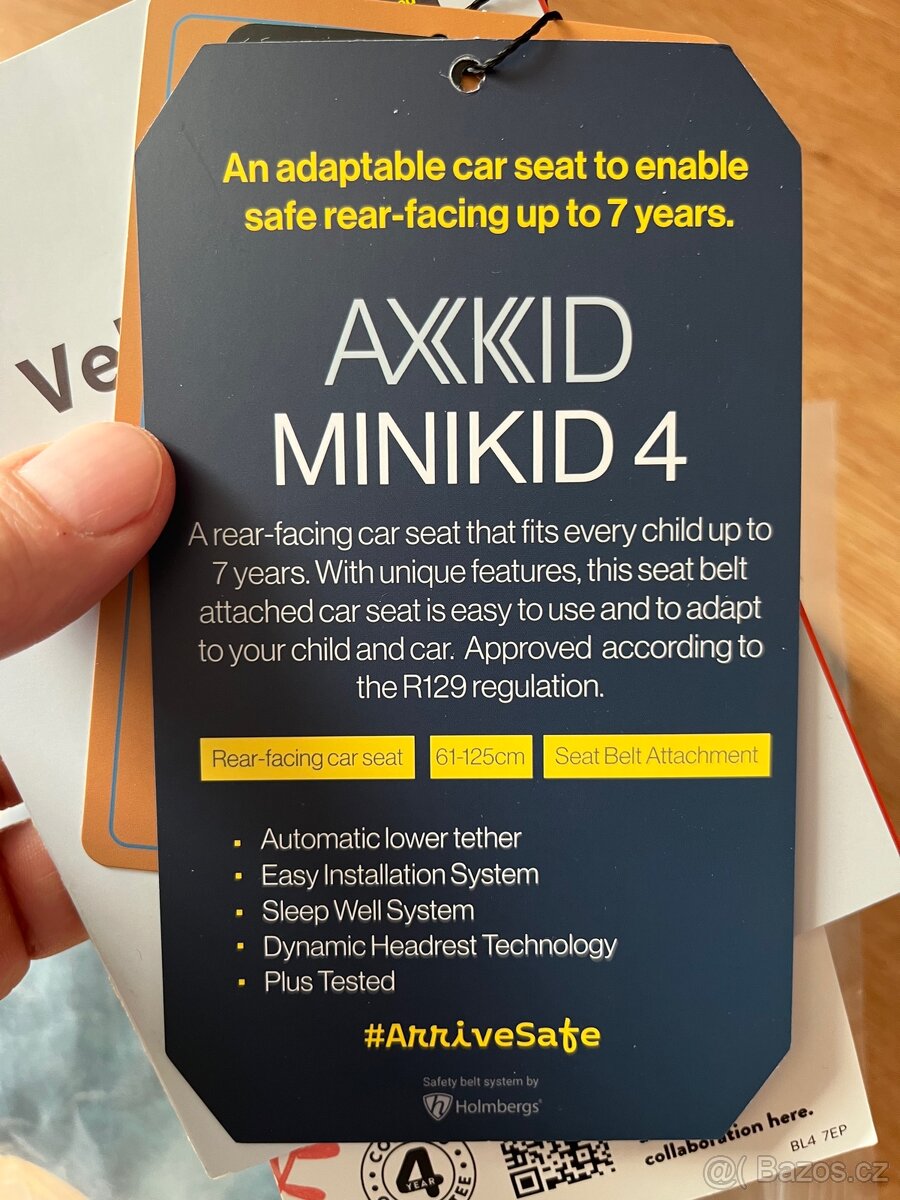 An adaptable car seat to enable
safe rear-facing up to 7 years.
AXKID
MINIKID 4
A rear-facing car seat that fits every child up to
7 years. With unique features, this seat belt
attached car seat is easy to use and to adapt
to your child and car. Approved according to
the R129 regulation.
Rear-facing car seat 61-125cm Seat Belt Attachment
Automatic lower tether
Easy Installation System
Sleep Well System
Dynamic Headrest Technology
Plus Tested
#ArriveSafe
Safety belt system by
Holmbergs
Ve
4
YEAR
collaboration here.
BL4 7EP
@( Bazos.cz